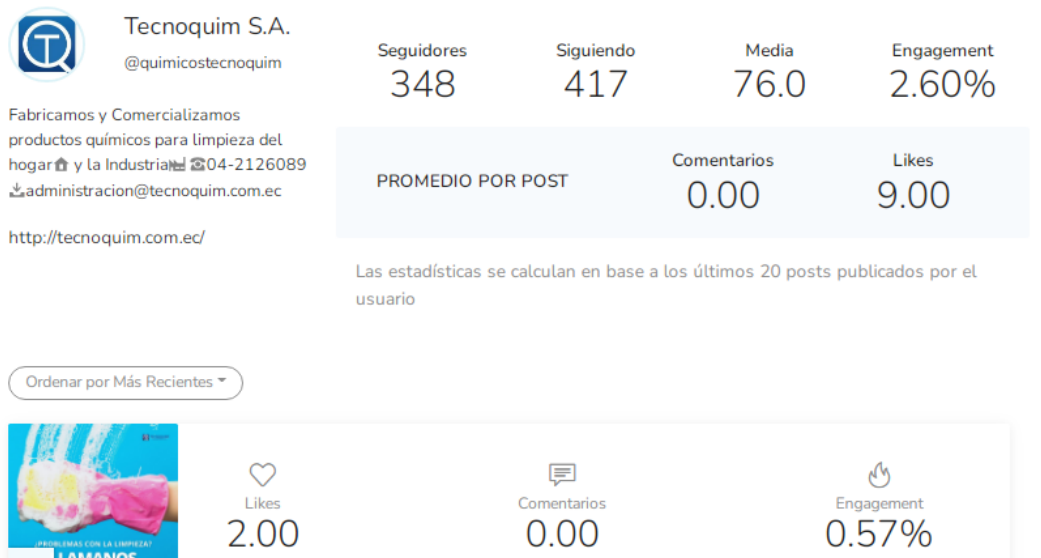 Tecnoquim S.A.
@quimicostecnoquim
Fabricamos y Comercializamos
productos químicos para limpieza del
hogar y la Industria 04-2126089
administracion@tecnoquim.com.ec
http://tecnoquim.com.ec/
Seguidores Siguiendo Media Engagement
348 417 76.0 2.60%
PROMEDIO POR POST
Comentarios Likes
0.00 9.00
Las estadísticas se calculan en base a los últimos 20 posts publicados por el
usuario
Ordenar por Más Recientes
¿PROBLEMAS CON LA LIMPIEZA?
LAMANOS
Likes Comentarios Engagement
2.00 0.00 0.57%